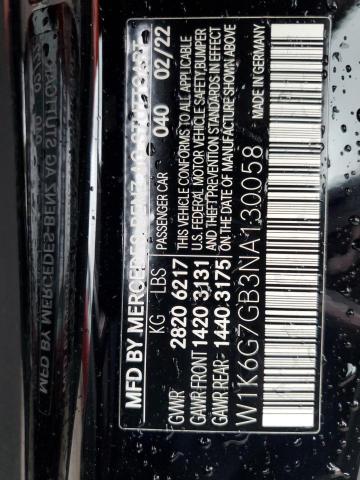 MFD BY MERCEDES-BENZ AG STUTTGART
KG LBS PASSENGER CAR 040 02/22
GVWR 2820 6217 THIS VEHICLE CONFORMS TO ALL APPLICABLE
GAWR FRONT 1420 3131 U.S. FEDERAL MOTOR VEHICLE SAFETY, BUMPER
GAWR REAR 1440 3175 AND THEFT PREVENTION STANDARDS IN EFFECT
ON THE DATE OF MANUFACTURE SHOWN ABOVE
W1K6G7GB3NA130058 MADE IN GERMANY
MFD BY MERCEDES-BENZ AG STUTTGART